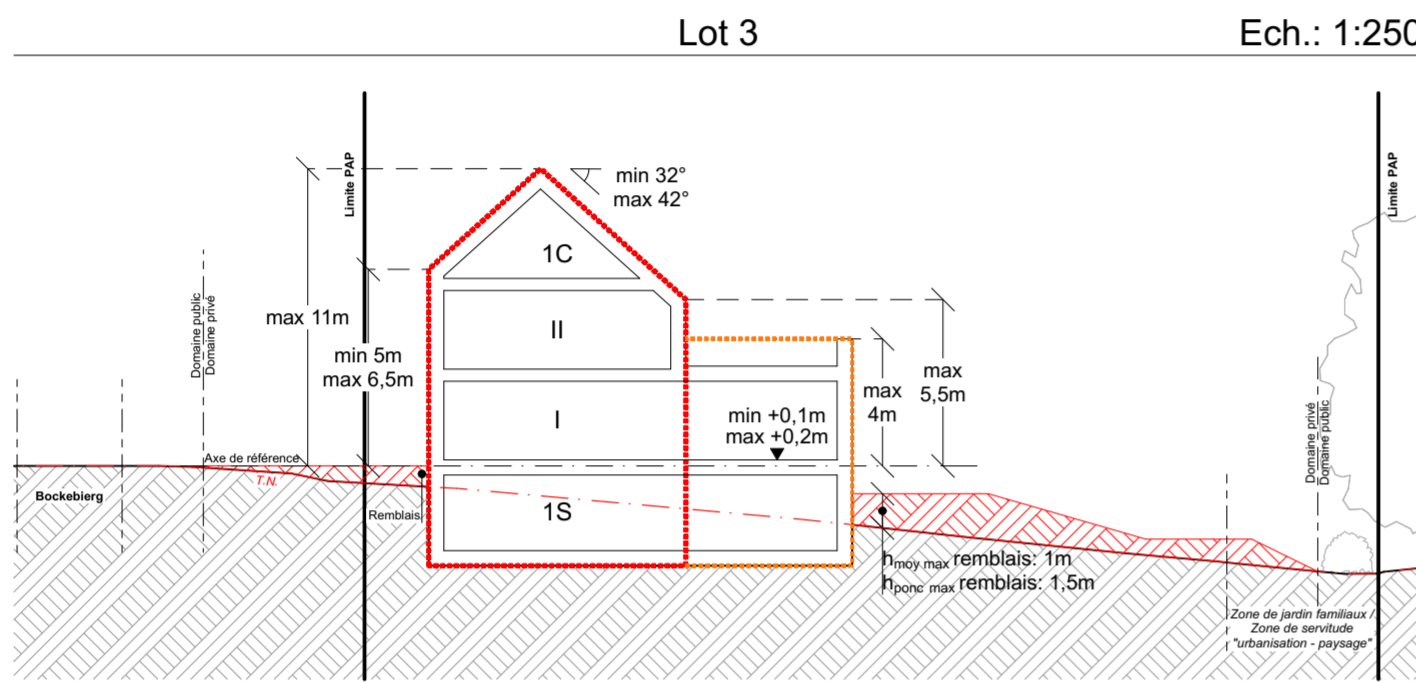 Lot 3
Ech.: 1:250
Limite PAP
Limite PAP
min 32°
max 42°
1C
Domaine public
Domaine privé
max 11m
II
min 5m
max 6,5m
max
5,5m
max
4m
I
min +0,1m
max +0,2m
Domaine privé
Domaine public
Axe de référence
T.N.
Bockebierg
Remblais
1S
hmoy max remblais: 1m
hponc max remblais: 1,5m
Zone de jardin familiaux /
Zone de servitude
"urbanisation - paysage"